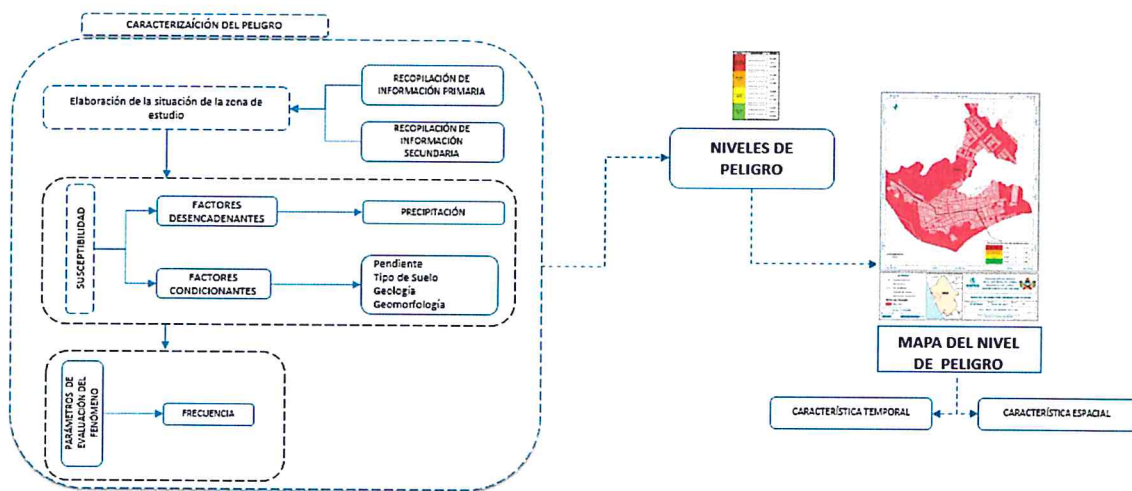 CARACTERIZAÍCIÓN DEL PELIGRO
RECOPILACIÓN DE
INFORMACIÓN PRIMARIA
Elaboración de la situación de la zona de
estudio
RECOPILACIÓN DE
INFORMACIÓN
SECUNDARIA
SUSCEPTIBILIDAD
FACTORES
DESENCADENANTES
PRECIPITACIÓN
FACTORES
CONDICIONANTES
Pendiente
Tipo de Suelo
Geología
Geomorfología
PARÁMETROS DE
EVALUACIÓN DEL
FENÓMENO
FRECUENCIA
NIVELES DE
PELIGRO
MAPA DEL NIVEL
DE PELIGRO
CARACTERÍSTICA TEMPORAL
CARACTERÍSTICA ESPACIAL